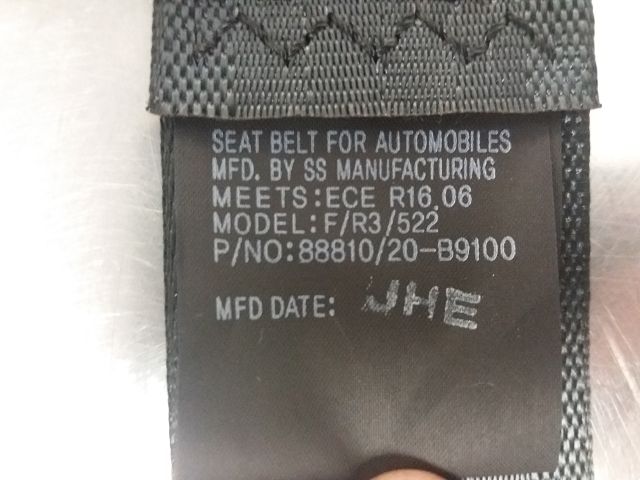 SEAT BELT FOR AUTOMOBILES
MFD. BY SS MANUFACTURING
MEETS:ECE R16.06
MODEL:F/R3/522
P/NO:88810/20-B9100
MFD DATE: JHE